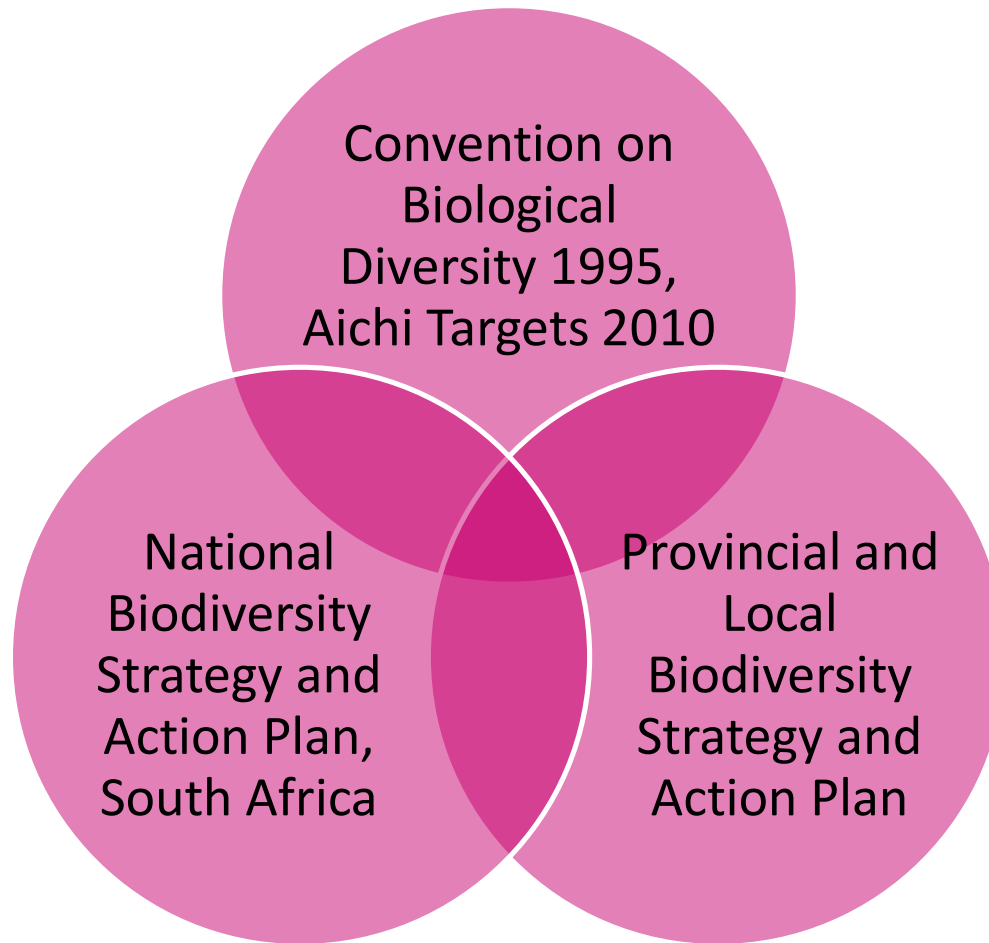 Convention on
Biological
Diversity 1995,
Aichi Targets 2010
National
Biodiversity
Strategy and
Action Plan,
South Africa
Provincial and
Local
Biodiversity
Strategy and
Action Plan